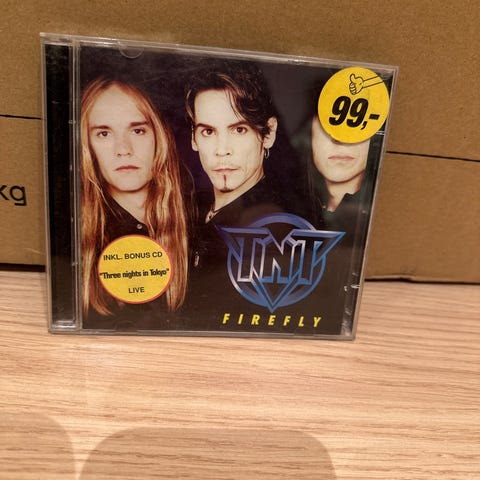 99,-
kg
INKL. BONUS CD
"Three nights in Tokyo"
LIVE
TNT
FIREFLY